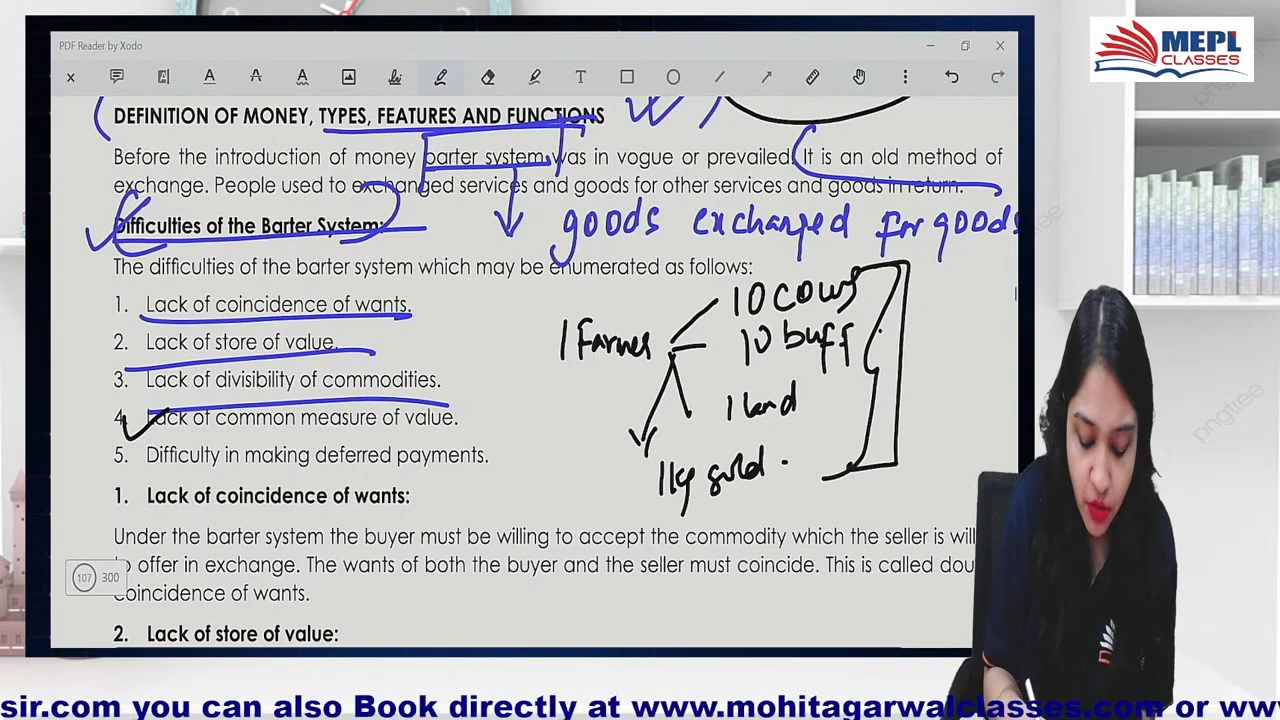 PDF Reader by Xodo
MEPL
CLASSES
DEFINITION OF MONEY, TYPES, FEATURES AND FUNCTIONS
Before the introduction of money barter system was in vogue or prevailed. It is an old method of
exchange. People used to exchanged services and goods for other services and goods in return.
Difficulties of the Barter System:
goods exchanged for goods
The difficulties of the barter system which may be enumerated as follows:
1. Lack of coincidence of wants.
2. Lack of store of value.
3. Lack of divisibility of commodities.
4. Lack of common measure of value.
5. Difficulty in making deferred payments.
1 Farmer
10 cows
10 buff
1 land
1 kg gold
1. Lack of coincidence of wants:
Under the barter system the buyer must be willing to accept the commodity which the seller is will
to offer in exchange. The wants of both the buyer and the seller must coincide. This is called dou
coincidence of wants.
107 300
2. Lack of store of value:
sir.com you can also Book directly at www.mohitagarwalclasses.com or ww
pngtree
pngtree